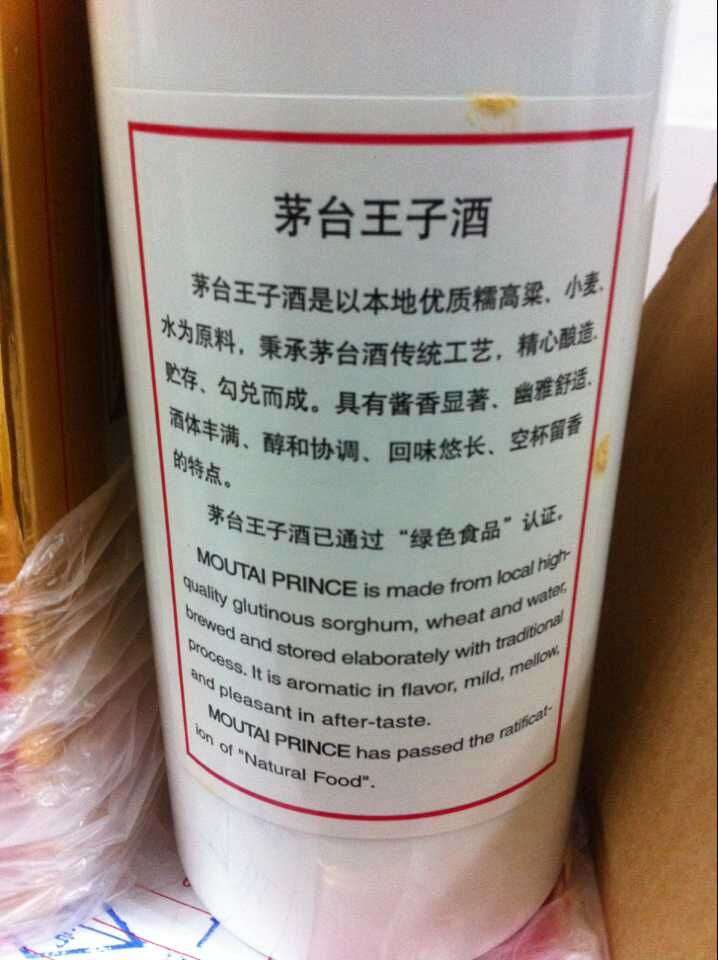 茅台王子酒
茅台王子酒是以本地优质糯高粱、小麦、
水为原料，秉承茅台酒传统工艺，精心酿造、
贮存、勾兑而成。具有酱香显著、幽雅舒适、
酒体丰满、醇和协调、回味悠长、空杯留香
的特点。
茅台王子酒已通过“绿色食品”认证。
MOUTAI PRINCE is made from local high-
quality glutinous sorghum, wheat and water,
brewed and stored elaborately with traditional
process. It is aromatic in flavor, mild, mellow,
and pleasant in after-taste.
MOUTAI PRINCE has passed the ratificat-
ion of "Natural Food".